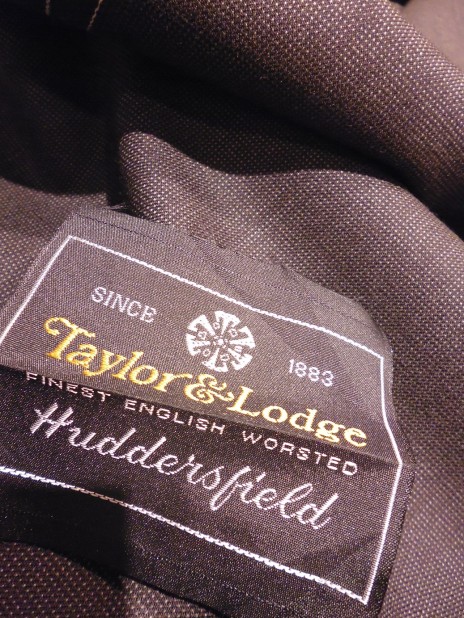 SINCE 1883
Taylor & Lodge
FINEST ENGLISH WORSTED
Huddersfield